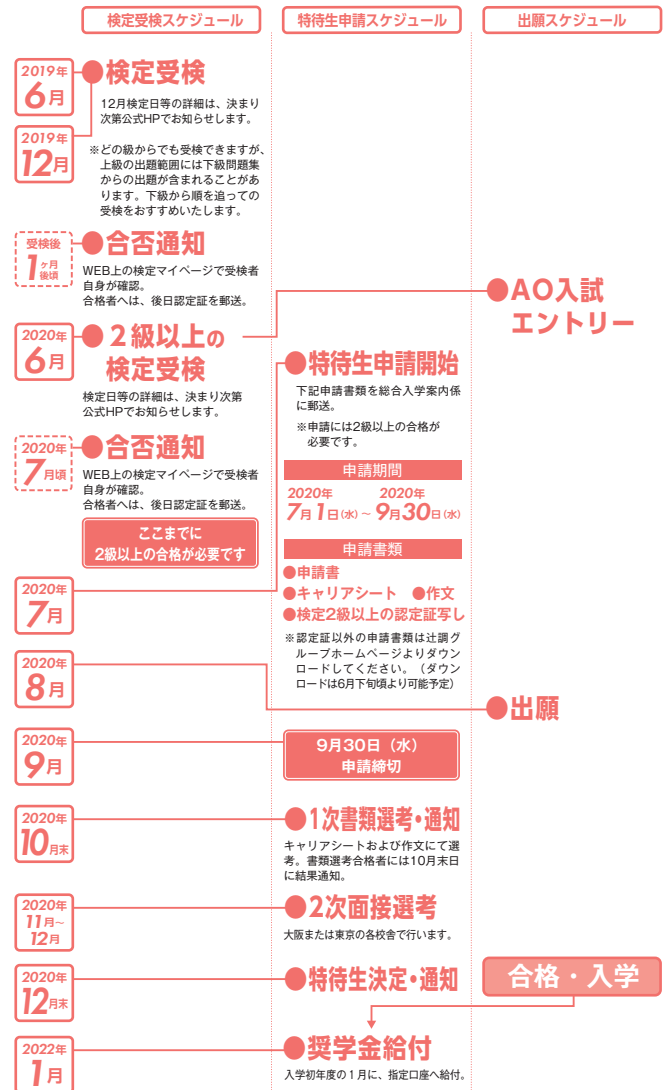 検定受検スケジュール
特待生申請スケジュール
出願スケジュール
2019年
6月
●検定受検
12月検定日等の詳細は、決まり
次第公式HPでお知らせします。
2019年
12月
※どの級からでも受検できますが、
上級の出題範囲には下級問題集
からの出題が含まれることがあ
ります。下級から順を追っての
受検をおすすめいたします。
受検後
1ヶ月
後頃
●合否通知
WEB上の検定マイページで受検者
自身が確認。
合格者へは、後日認定証を郵送。
●AO入試
エントリー
2020年
6月
●2級以上の
検定受検
検定日等の詳細は、決まり次第
公式HPでお知らせします。
●特待生申請開始
下記申請書類を総合入学案内係
に郵送。
※申請には2級以上の合格が
必要です。
2020年
7月頃
●合否通知
WEB上の検定マイページで受検者
自身が確認。
合格者へは、後日認定証を郵送。
ここまでに
2級以上の合格が必要です
申請期間
2020年 2020年
7月1日(水)~9月30日(水)
申請書類
●申請書
●キャリアシート ●作文
●検定2級以上の認定証写し
※認定証以外の申請書類は辻調グ
ループホームページよりダウン
ロードしてください。(ダウン
ロードは6月下旬頃より可能予定)
2020年
7月
2020年
8月
●出願
2020年
9月
9月30日(水)
申請締切
2020年
10月末
●1次書類選考・通知
キャリアシートおよび作文にて選
考。書類選考合格者には10月末日
に結果通知。
2020年
11月~
12月
●2次面接選考
大阪または東京の各校舎で行います。
2020年
12月末
●特待生決定・通知
合格・入学
2022年
1月
●奨学金給付
入学初年度の1月に、指定口座へ給付。